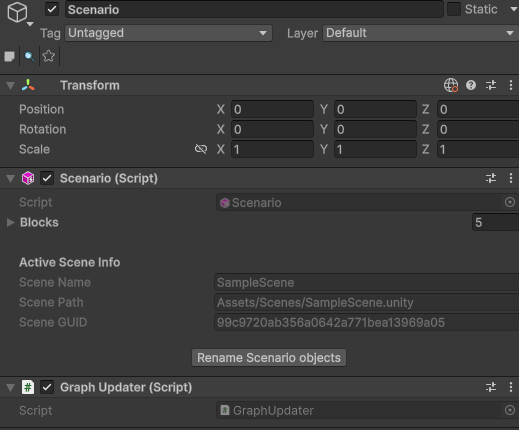 Scenario Static
Tag Untagged Layer Default
Transform
Position X 0 Y 0 Z 0
Rotation X 0 Y 0 Z 0
Scale X 1 Y 1 Z 1
Scenario (Script)
Script Scenario
Blocks 5
Active Scene Info
Scene Name SampleScene
Scene Path Assets/Scenes/SampleScene.unity
Scene GUID 99c9720ab356a0642a771bea13969a05
Rename Scenario objects
# Graph Updater (Script)
Script # GraphUpdater